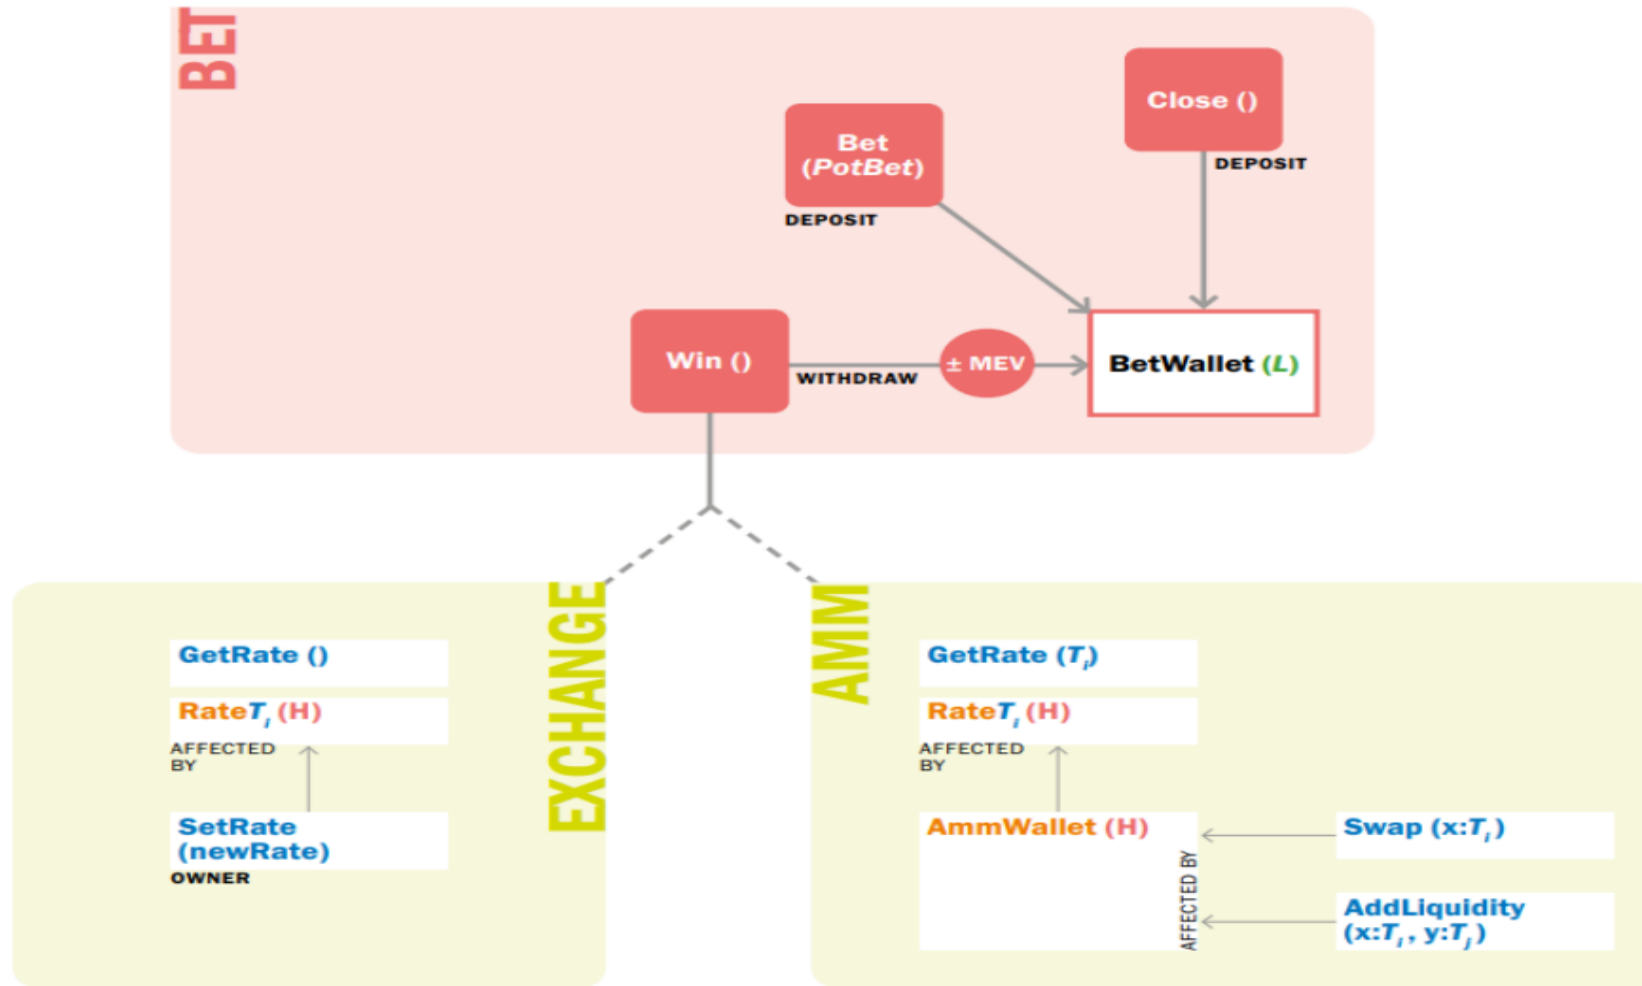 BET
Close ()
DEPOSIT
Bet
(PotBet)
DEPOSIT
Win ()
WITHDRAW
± MEV
BetWallet (L)
EXCHANGE
GetRate ()
RateTi (H)
AFFECTED
BY
SetRate
(newRate)
OWNER
AMM
GetRate (Ti)
RateTi (H)
AFFECTED
BY
AmmWallet (H)
AFFECTED BY
Swap (x:Ti )
AddLiquidity
(x:Ti , y:Tj )